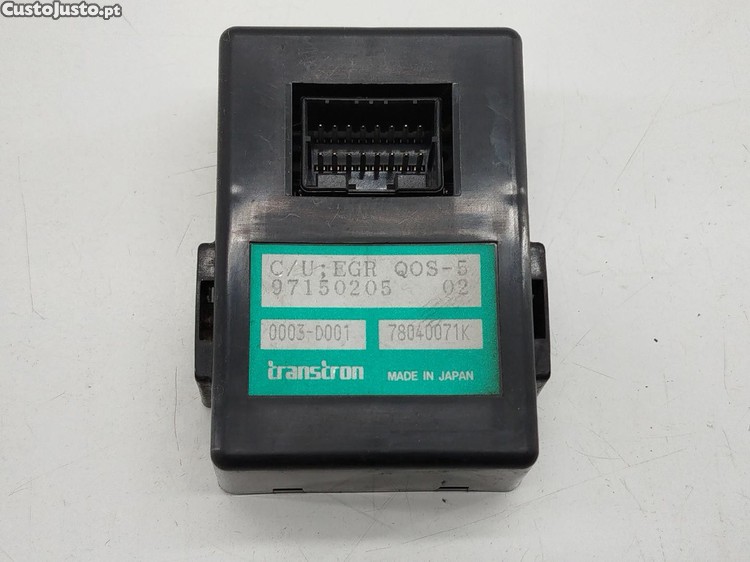 CustoJusto.pt
C/U;EGR QOS-5
97150205 02
0003-D001 78040071K
transtron MADE IN JAPAN